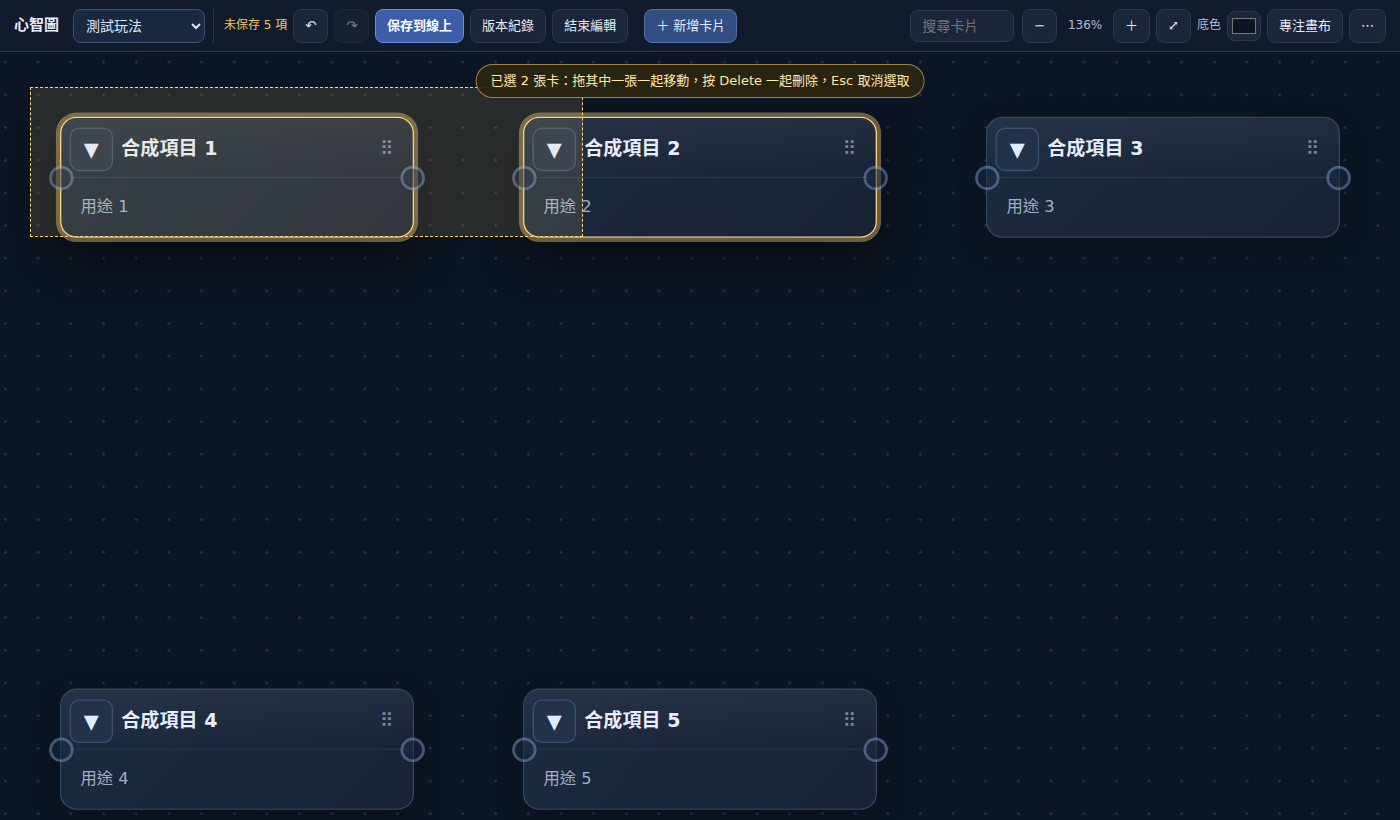 心智圖 測試玩法 未保存 5 項 ↶ ↷ 保存到線上 版本紀錄 結束編輯 ＋ 新增卡片 搜尋卡片 − 136% ＋ ⤢ 底色 專注畫布 ⋯
已選 2 張卡：拖其中一張一起移動，按 Delete 一起刪除，Esc 取消選取
▼ 合成項目 1 ⠿
用途 1
▼ 合成項目 2 ⠿
用途 2
▼ 合成項目 3 ⠿
用途 3
▼ 合成項目 4 ⠿
用途 4
▼ 合成項目 5 ⠿
用途 5